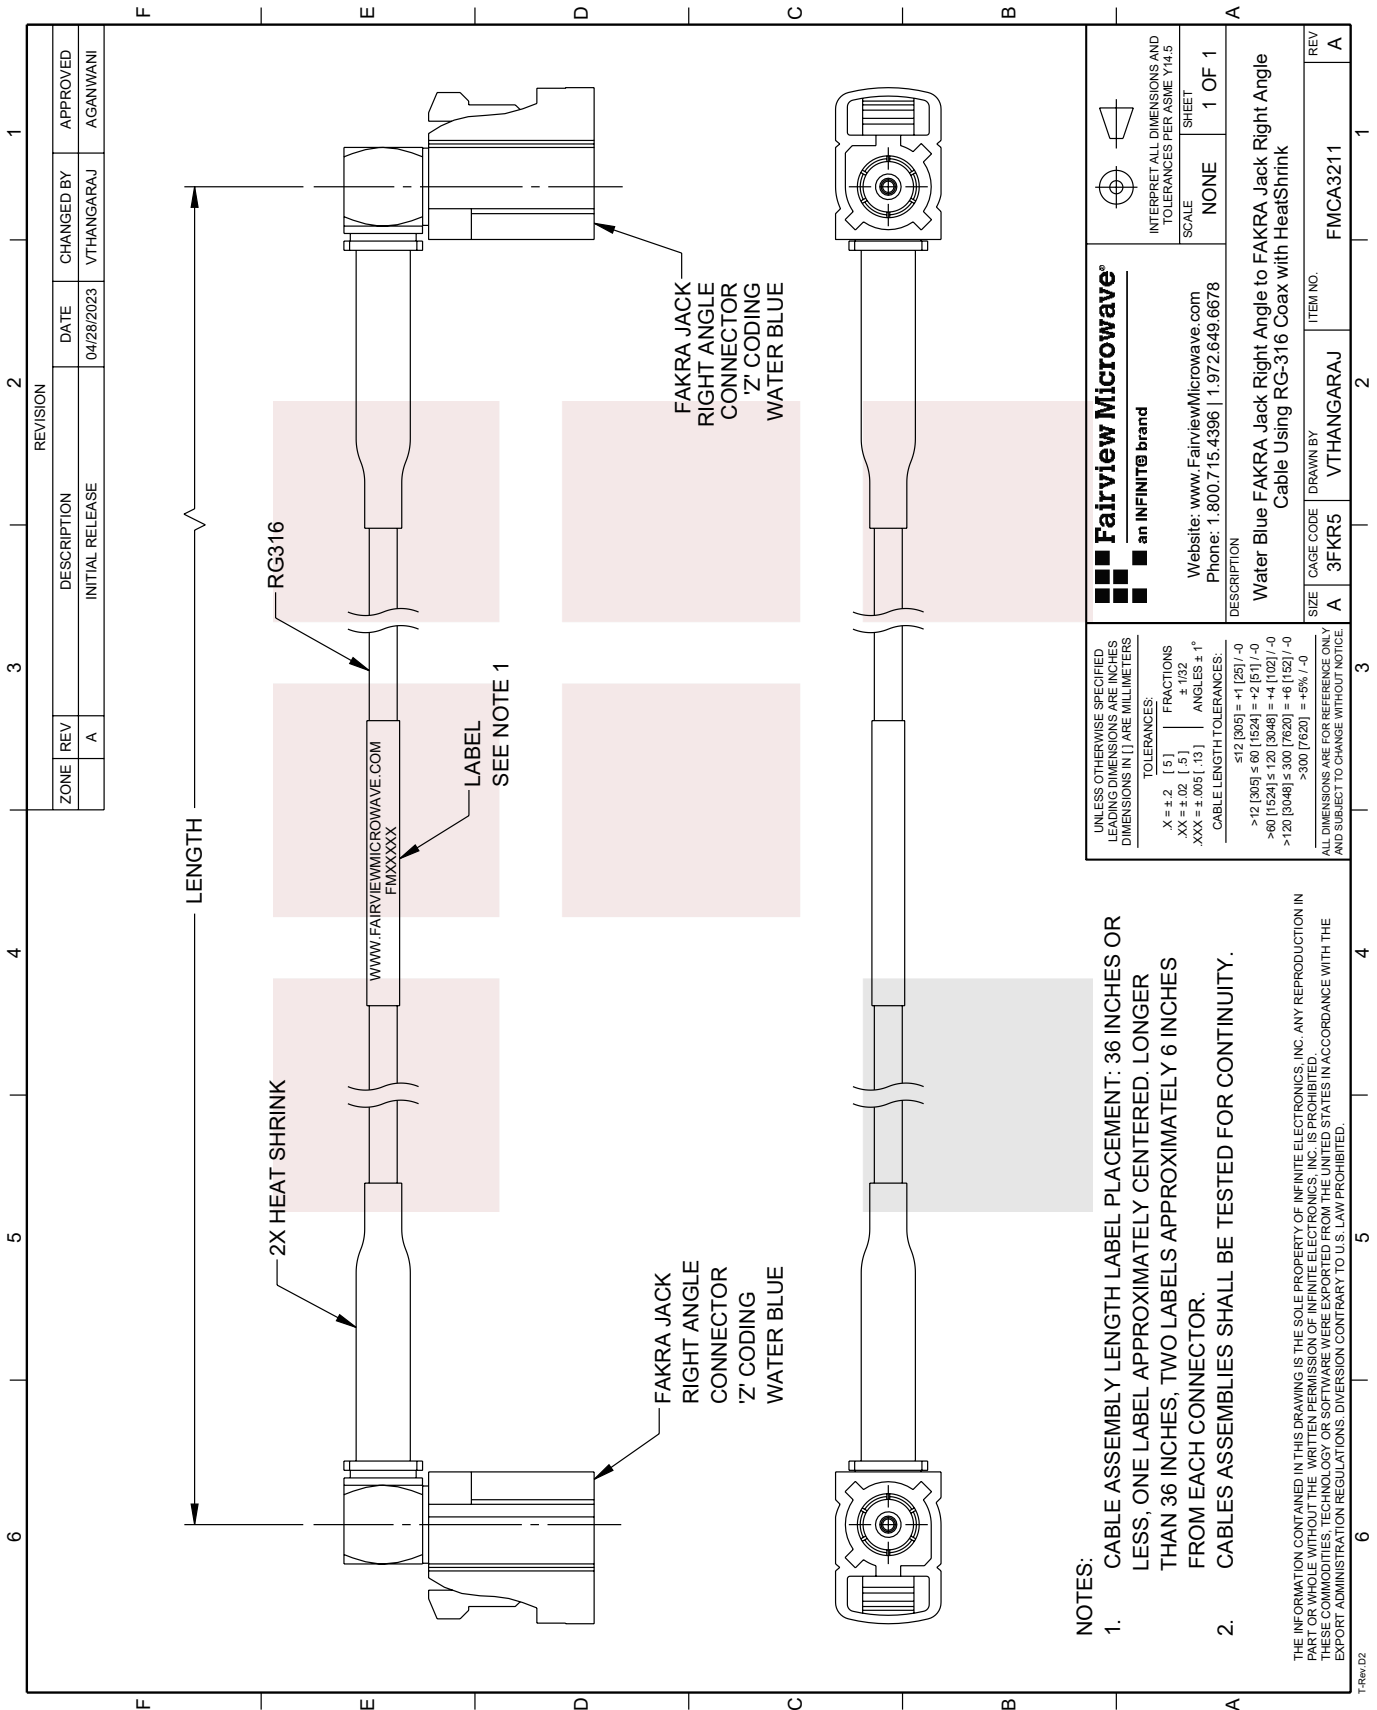 REVISION
ZONE REV DESCRIPTION DATE CHANGED BY APPROVED
A INITIAL RELEASE 04/28/2023 VTHANGARAJ AGANWANI
6 5 4 3 2 1
F
E
D
C
B
A
LENGTH
2X HEAT SHRINK
RG316
WWW.FAIRVIEWMICROWAVE.COM
FMXXXXX
LABEL
SEE NOTE 1
FAKRA JACK
RIGHT ANGLE
CONNECTOR
'Z' CODING
WATER BLUE
FAKRA JACK
RIGHT ANGLE
CONNECTOR
'Z' CODING
WATER BLUE
NOTES:
1. CABLE ASSEMBLY LENGTH LABEL PLACEMENT: 36 INCHES OR
LESS, ONE LABEL APPROXIMATELY CENTERED. LONGER
THAN 36 INCHES, TWO LABELS APPROXIMATELY 6 INCHES
FROM EACH CONNECTOR.
2. CABLES ASSEMBLIES SHALL BE TESTED FOR CONTINUITY.
THE INFORMATION CONTAINED IN THIS DRAWING IS THE SOLE PROPERTY OF INFINITE ELECTRONICS, INC. ANY REPRODUCTION IN
PART OR WHOLE WITHOUT THE WRITTEN PERMISSION OF INFINITE ELECTRONICS, INC. IS PROHIBITED.
THESE COMMODITIES, TECHNOLOGY OR SOFTWARE WERE EXPORTED FROM THE UNITED STATES IN ACCORDANCE WITH THE
EXPORT ADMINISTRATION REGULATIONS. DIVERSION CONTRARY TO U.S. LAW PROHIBITED.
UNLESS OTHERWISE SPECIFIED
LEADING DIMENSIONS ARE INCHES
DIMENSIONS IN [ ] ARE MILLIMETERS
TOLERANCES:
.X = ± .2 [ 5 ] FRACTIONS
.XX = ± .02 [ .5 ] ± 1/32
.XXX = ± .005 [ .13 ] ANGLES ± 1°
CABLE LENGTH TOLERANCES:
≤12 [305] = +1 [25] / -0
>12 [305] ≤ 60 [1524] = +2 [51] / -0
>60 [1524] ≤ 120 [3048] = +4 [102] / -0
>120 [3048] ≤ 300 [7620] = +6 [152] / -0
>300 [7620] = +5% / -0
ALL DIMENSIONS ARE FOR REFERENCE ONLY
AND SUBJECT TO CHANGE WITHOUT NOTICE.
Fairview Microwave®
an INFINIT® brand
Website: www.FairviewMicrowave.com
Phone: 1.800.715.4396 | 1.972.649.6678
INTERPRET ALL DIMENSIONS AND
TOLERANCES PER ASME Y14.5
SCALE NONE
SHEET 1 OF 1
DESCRIPTION
Water Blue FAKRA Jack Right Angle to FAKRA Jack Right Angle
Cable Using RG-316 Coax with HeatShrink
SIZE A
CAGE CODE 3FKR5
DRAWN BY VTHANGARAJ
ITEM NO. FMCA3211
REV A
F
E
D
C
B
A
6 5 4 3 2 1
T-Rev.D2